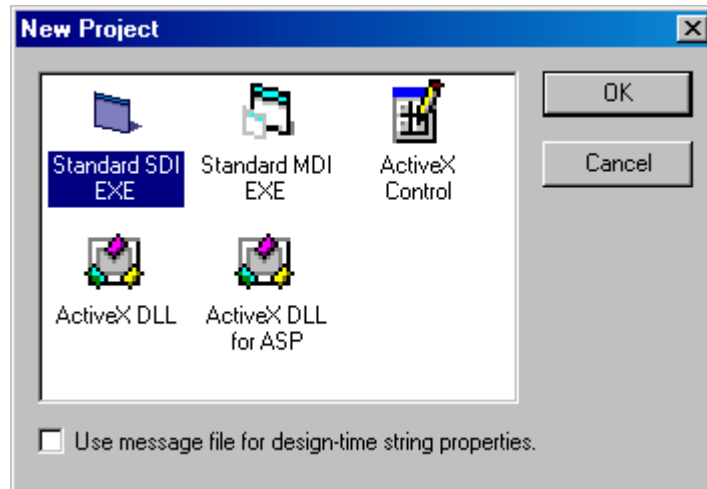 New Project
Standard SDI
EXE
Standard MDI
EXE
ActiveX
Control
ActiveX DLL
ActiveX DLL
for ASP
OK
Cancel
Use message file for design-time string properties.